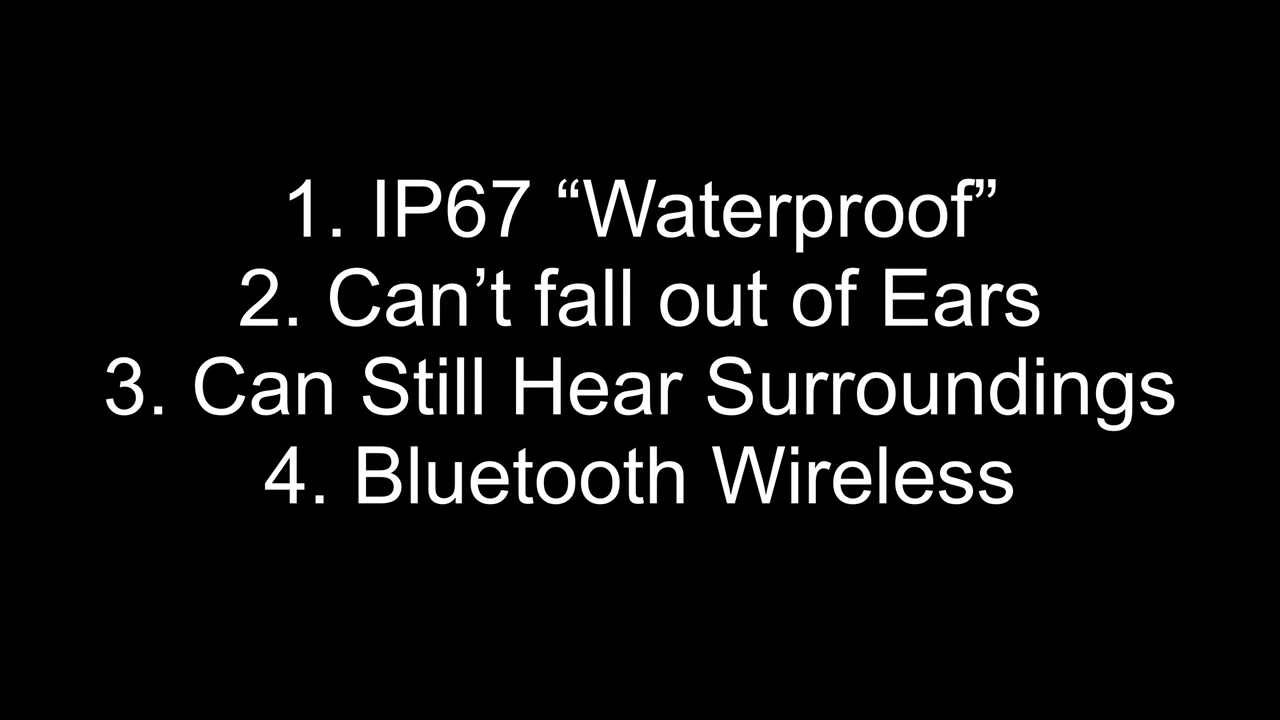 1. IP67 “Waterproof”
2. Can’t fall out of Ears
3. Can Still Hear Surroundings
4. Bluetooth Wireless